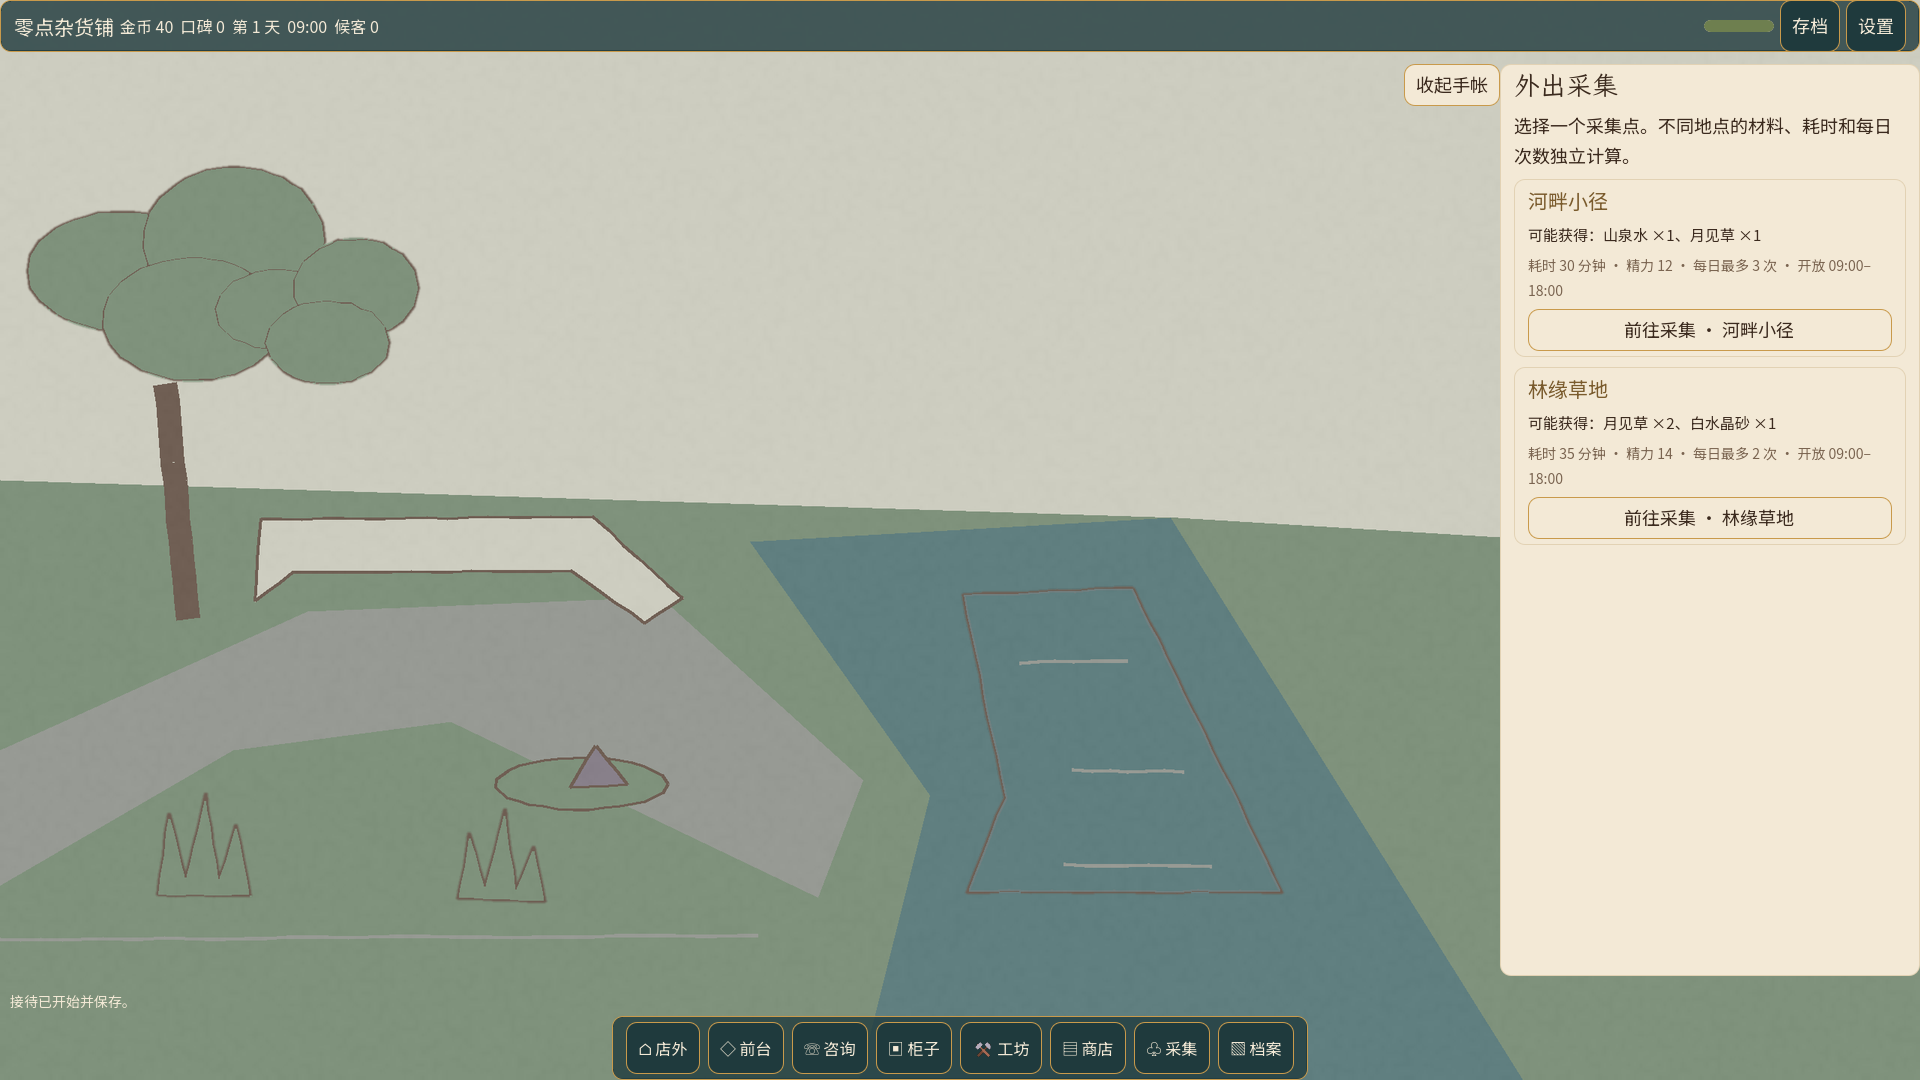 零点杂货铺 金币 40 口碑 0 第 1 天 09:00 候客 0
存档
设置
收起手帐
外出采集
选择一个采集点。不同地点的材料、耗时和每日
次数独立计算。
河畔小径
可能获得：山泉水 ×1、月见草 ×1
耗时 30 分钟 · 精力 12 · 每日最多 3 次 · 开放 09:00–
18:00
前往采集 · 河畔小径
林缘草地
可能获得：月见草 ×2、白水晶砂 ×1
耗时 35 分钟 · 精力 14 · 每日最多 2 次 · 开放 09:00–
18:00
前往采集 · 林缘草地
接待已开始并保存。
店外
前台
咨询
柜子
工坊
商店
采集
档案